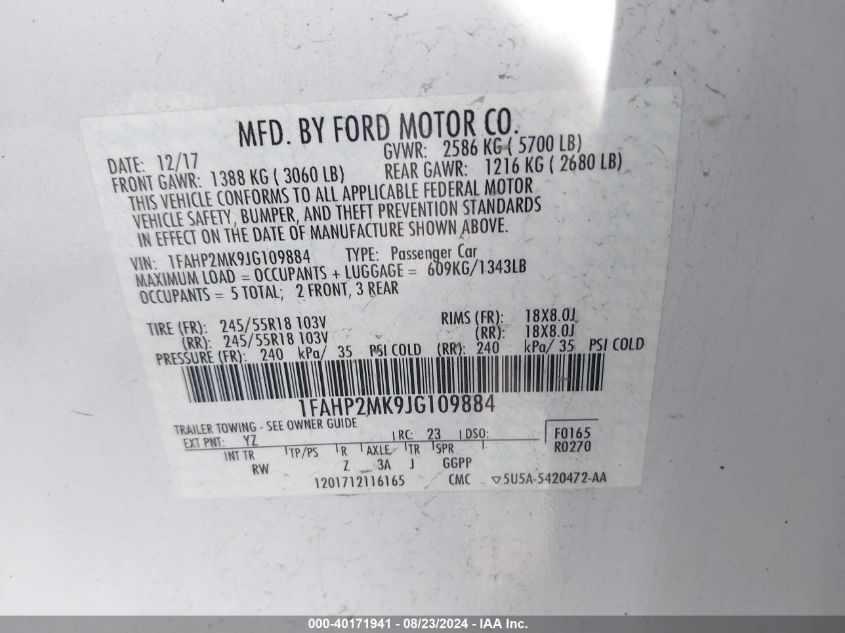 MFD. BY FORD MOTOR CO.
DATE: 12/17 GVWR: 2586 KG ( 5700 LB)
FRONT GAWR: 1388 KG ( 3060 LB) REAR GAWR: 1216 KG ( 2680 LB)
THIS VEHICLE CONFORMS TO ALL APPLICABLE FEDERAL MOTOR
VEHICLE SAFETY, BUMPER, AND THEFT PREVENTION STANDARDS
IN EFFECT ON THE DATE OF MANUFACTURE SHOWN ABOVE.
VIN: 1FAHP2MK9JG109884 TYPE: Passenger Car
MAXIMUM LOAD = OCCUPANTS + LUGGAGE = 609KG/1343LB
OCCUPANTS = 5 TOTAL; 2 FRONT, 3 REAR
TIRE (FR): 245/55R18 103V RIMS (FR): 18X8.0J
(RR): 245/55R18 103V (RR): 18X8.0J
PRESSURE (FR): 240 kPa/ 35 PSI COLD (RR): 240 kPa/ 35 PSI COLD
1FAHP2MK9JG109884
TRAILER TOWING - SEE OWNER GUIDE
EXT PNT: YZ RC: 23 DSO: F0165
INT TR TP/PS R AXLE TR SPR R0270
RW Z 3A J GGPP
1201712116165 CMC ▽5U5A-5420472-AA
000-40171941 - 08/23/2024 - IAA Inc.